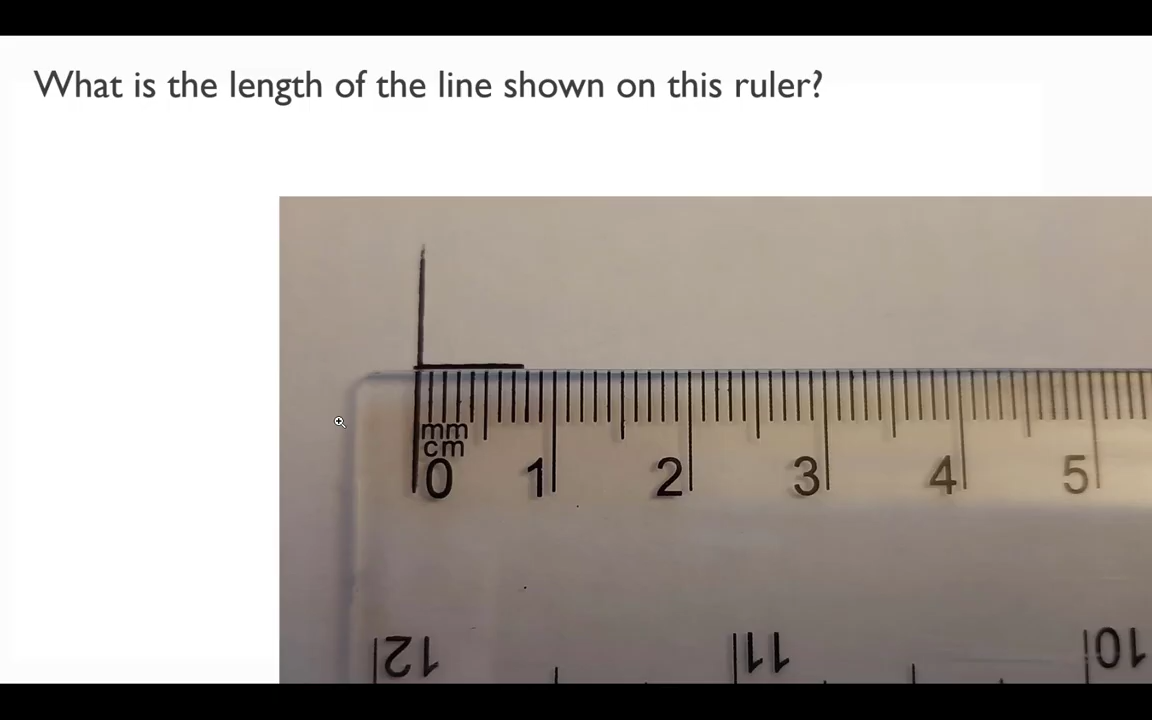 What is the length of the line shown on this ruler?
mm
cm
0 1 2 3 4 5
12 11 10